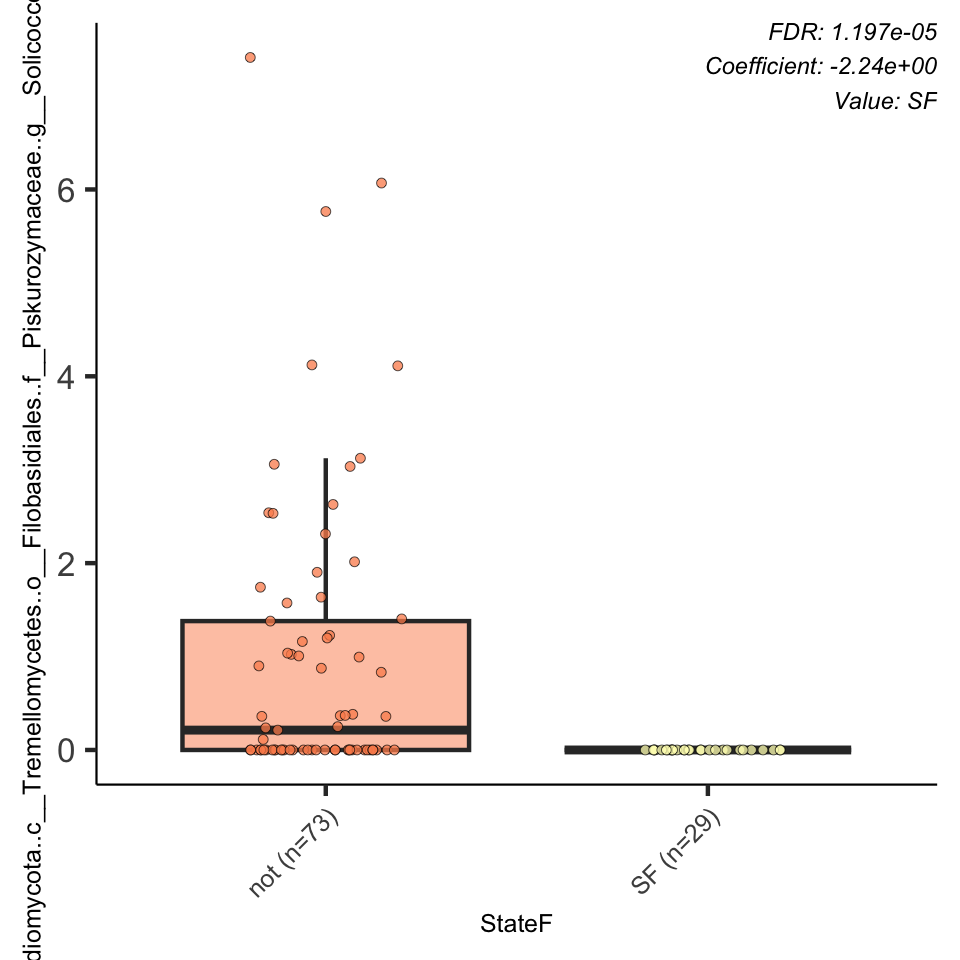 FDR: 1.197e-05
Coefficient: -2.24e+00
Value: SF
diomycota..c__Tremellomycetes..o__Filobasidiales..f__Piskurozymaceae..g__Solicocc
6
4
2
0
not (n=73)
SF (n=29)
StateF